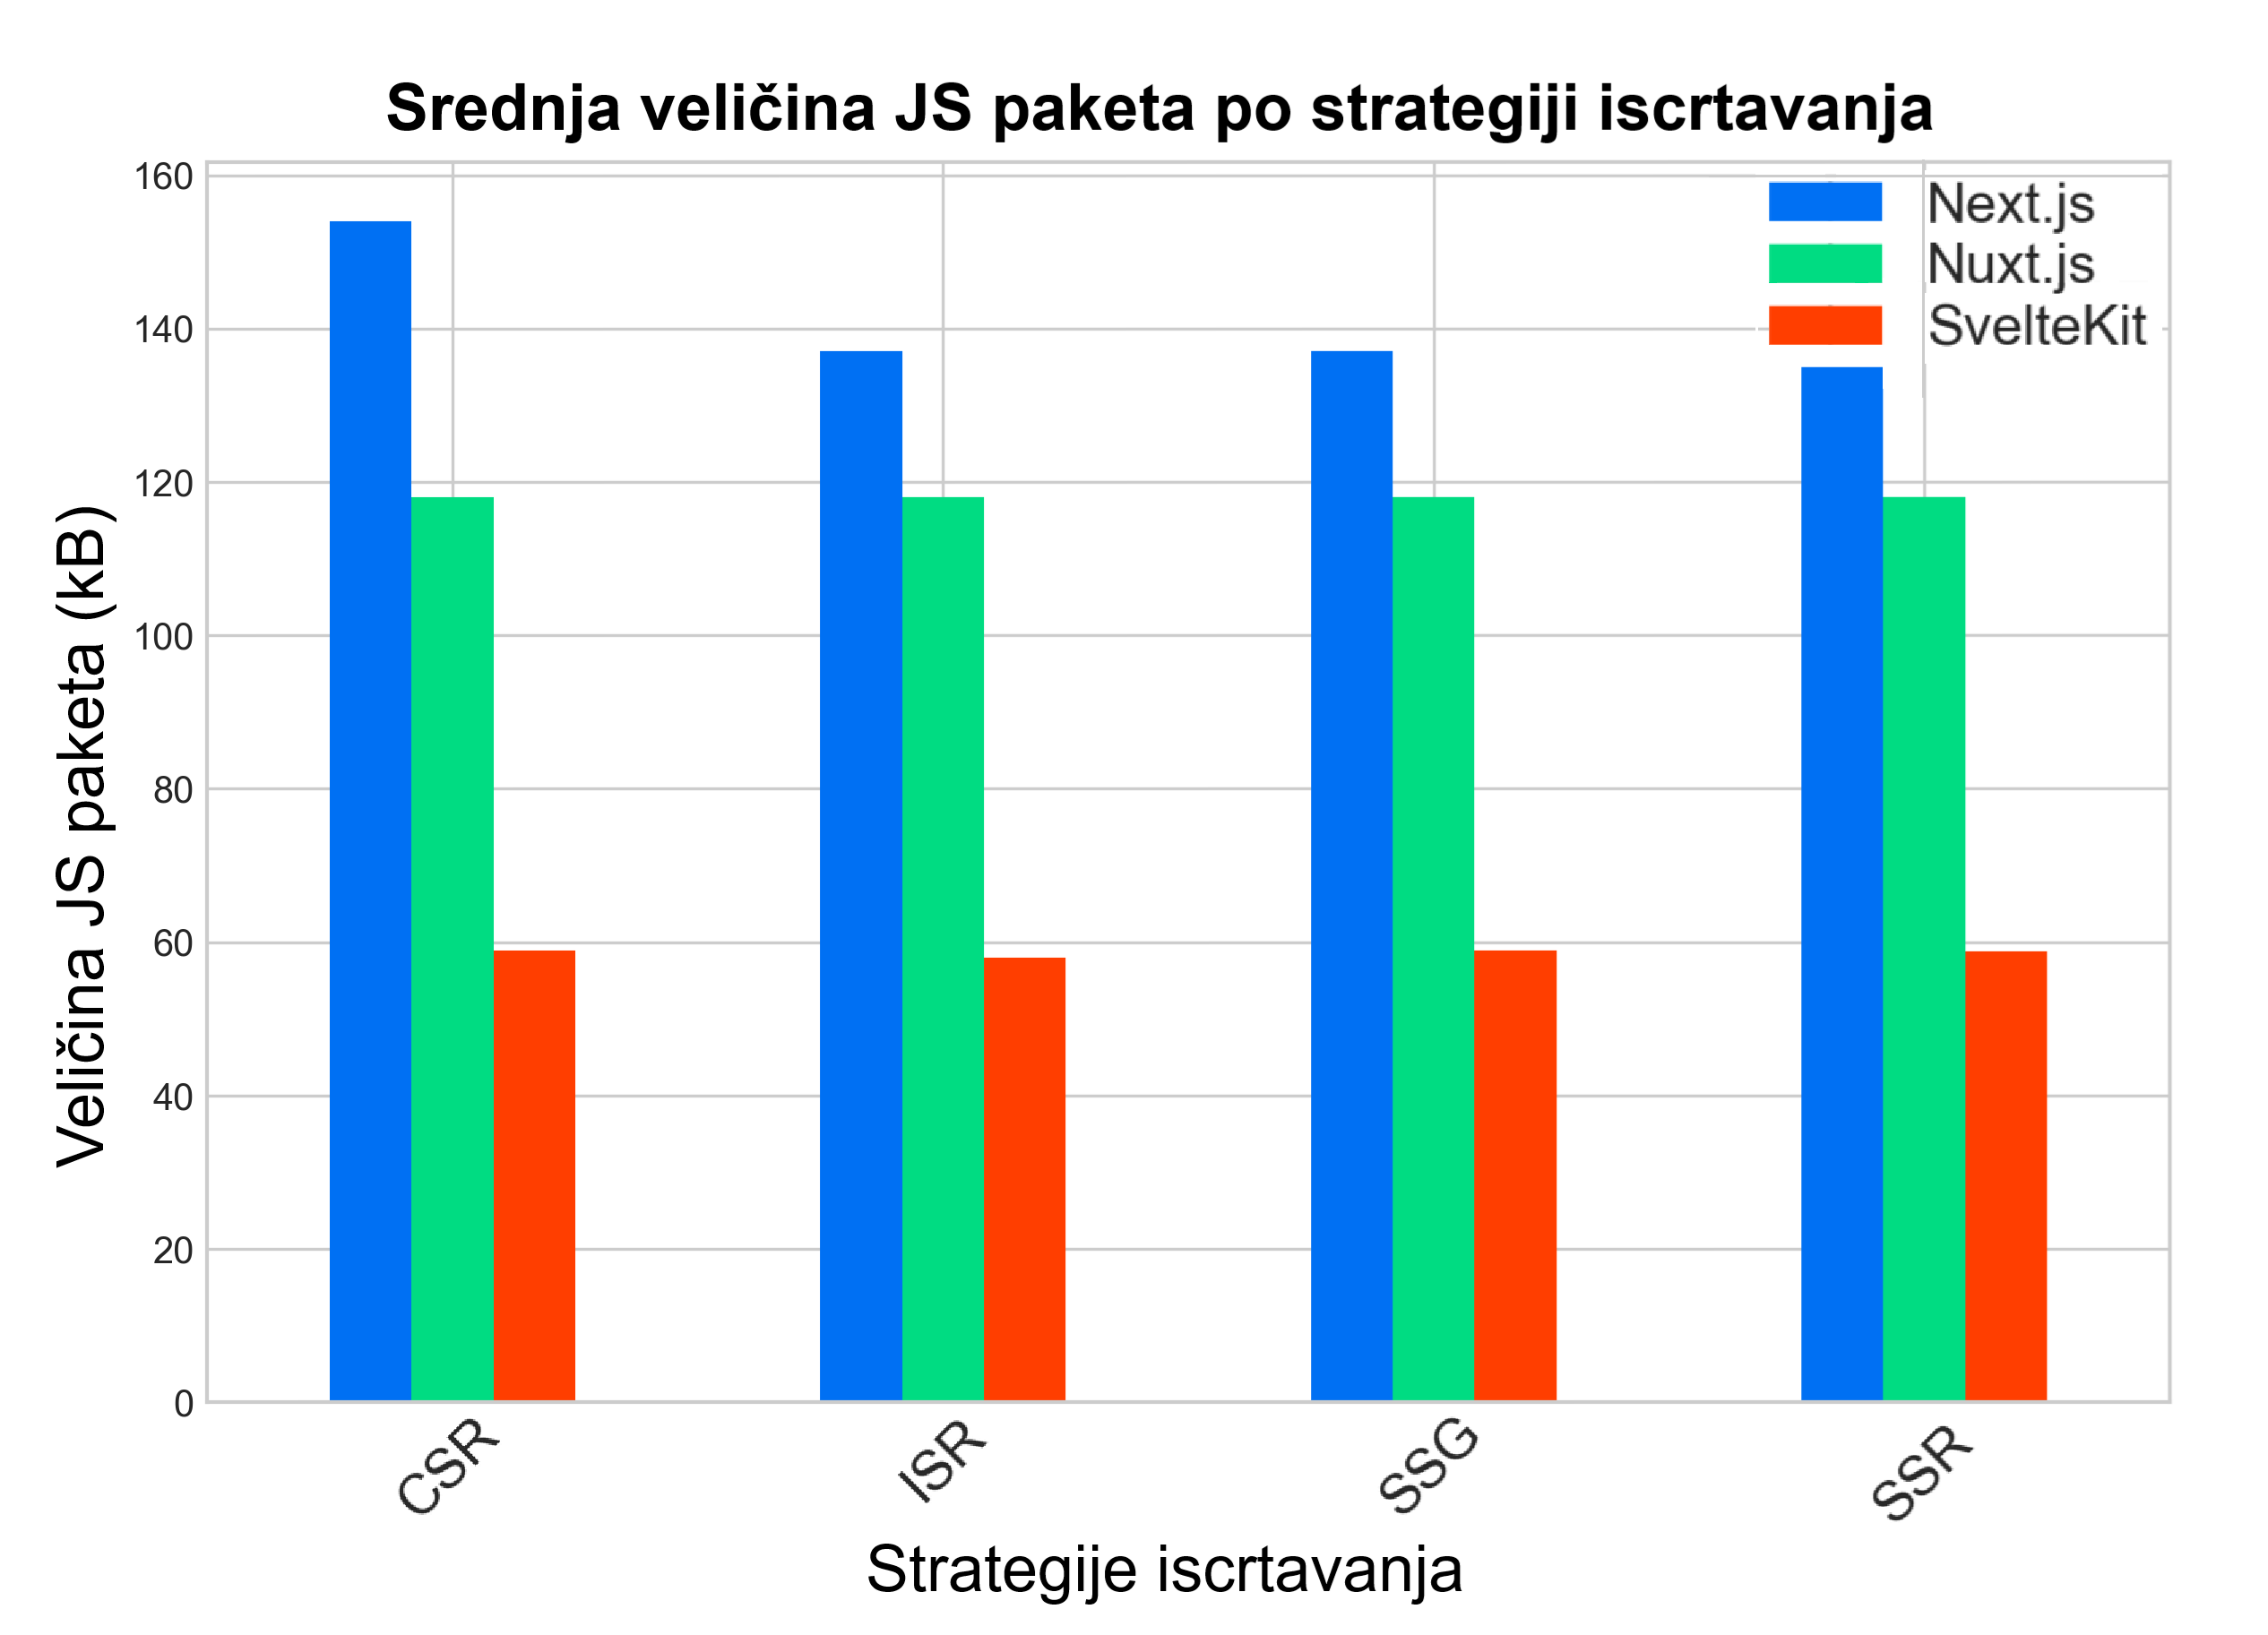 Srednja veličina JS paketa po strategiji iscrtavanja
Next.js
Nuxt.js
SvelteKit
Veličina JS paketa (kB)
160
140
120
100
80
60
40
20
0
CSR
ISR
SSG
SSR
Strategije iscrtavanja